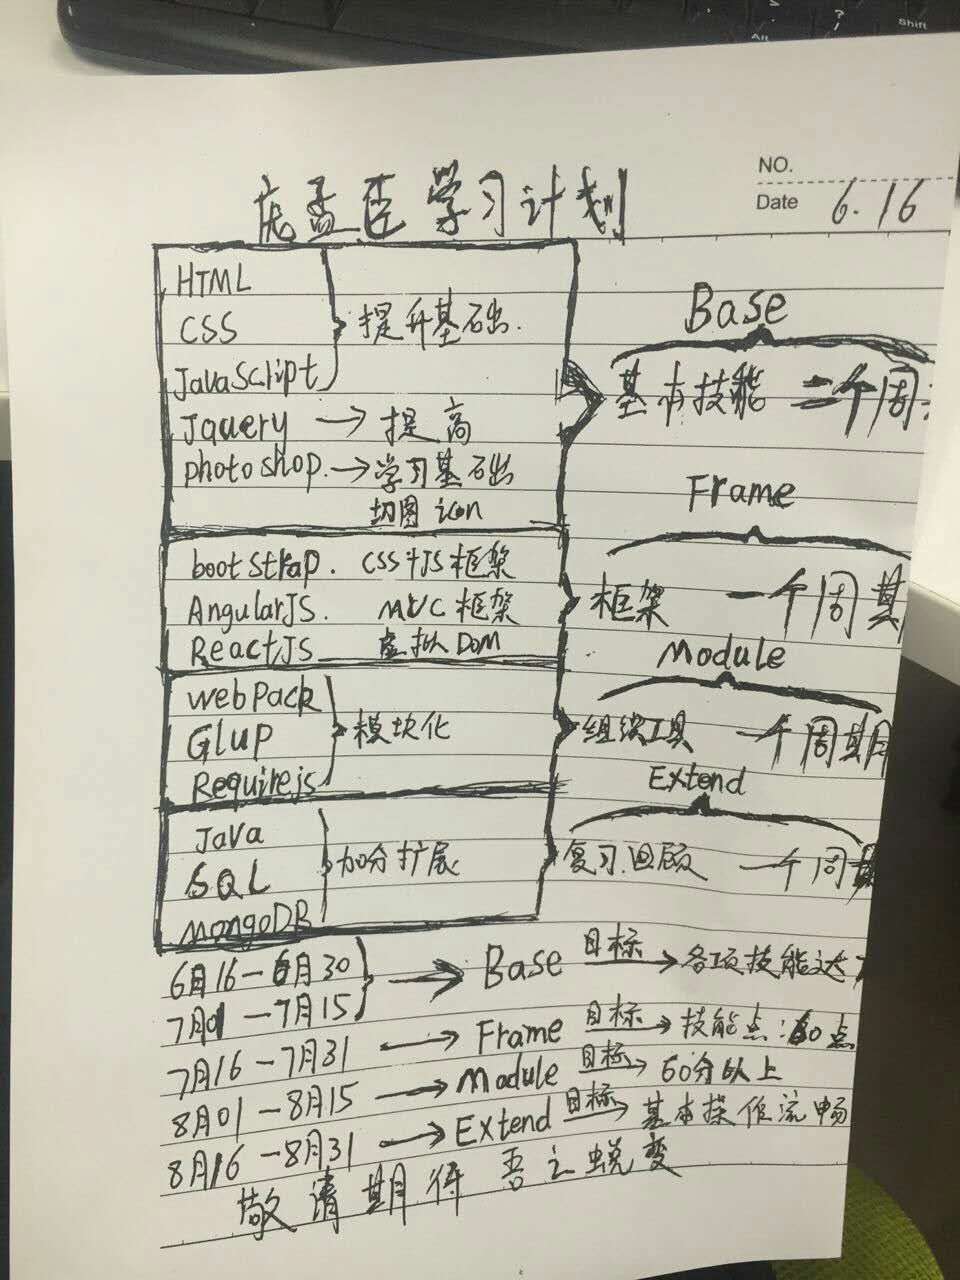 NO.
Date 6.16
庞孟臣学习计划
HTML
CSS
JavaScript
提升基础.
Jquery → 提高
photoshop. → 学习基础
切图 icon
Base
基本技能 二个周
bootstrap. CSS+JS框架
AngularJS. MVC框架
ReactJS 虚拟DOM
Frame
框架 一个周期
webPack
Glup
Requirejs
模块化
Module
组织工具 一个周期
Java
SQL
MongoDB
加分扩展
Extend
复习.回顾 一个周期
6月16-6月30
7月01-7月15
→ Base 目标→ 各项技能达
7月16-7月31 → Frame 目标→ 技能点:60点
8月01-8月15 → Module 目标→ 60分以上
8月16-8月31 → Extend 目标→ 基本操作流畅
敬请期待 吾之蜕变
Alt
Shift